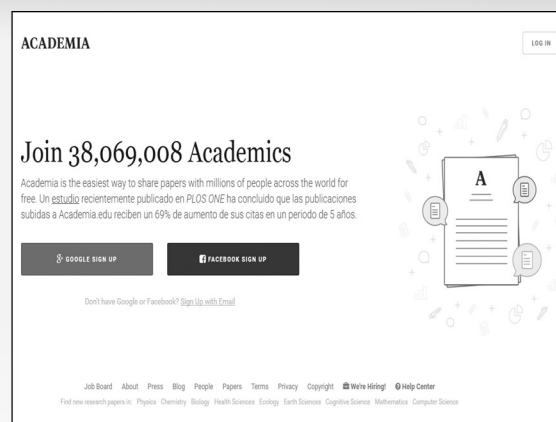 ACADEMIA
LOG IN
Join 38,069,008 Academics
Academia is the easiest way to share papers with millions of people across the world for
free. Un estudio recientemente publicado en PLOS ONE ha concluido que las publicaciones
subidas a Academia.edu reciben un 69% de aumento de sus citas en un periodo de 5 años.
A
GOOGLE SIGN UP
FACEBOOK SIGN UP
Don't have Google or Facebook? Sign Up with Email
Job Board About Press Blog People Papers Terms Privacy Copyright We're Hiring! Help Center
Find new research papers in: Physics Chemistry Biology Health Sciences Ecology Earth Sciences Cognitive Science Mathematics Computer Science